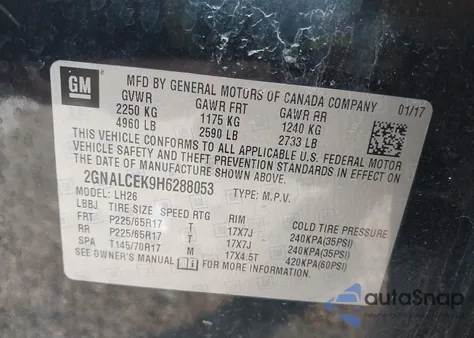 GM
MFD BY GENERAL MOTORS OF CANADA COMPANY
01/17
GVWR GAWR FRT GAWR RR
2250 KG 1175 KG 1240 KG
4960 LB 2590 LB 2733 LB
THIS VEHICLE CONFORMS TO ALL APPLICABLE U.S. FEDERAL MOTOR
VEHICLE SAFETY AND THEFT PREVENTION STANDARDS IN EFFECT ON
THE DATE OF MANUFACTURE SHOWN ABOVE.
2GNALCEK9H6288053 TYPE: M.P.V.
MODEL: LH26
LBBJ TIRE SIZE SPEED RTG RIM COLD TIRE PRESSURE
FRT P225/65R17 T 17X7J 240KPA(35PSI)
RR P225/65R17 T 17X7J 240KPA(35PSI)
SPA T145/70R17 M 17X4.5T 420KPA(60PSI)
SEE OWNER'S MANUAL FOR ADDITIONAL INFORMATION.
autoSnap